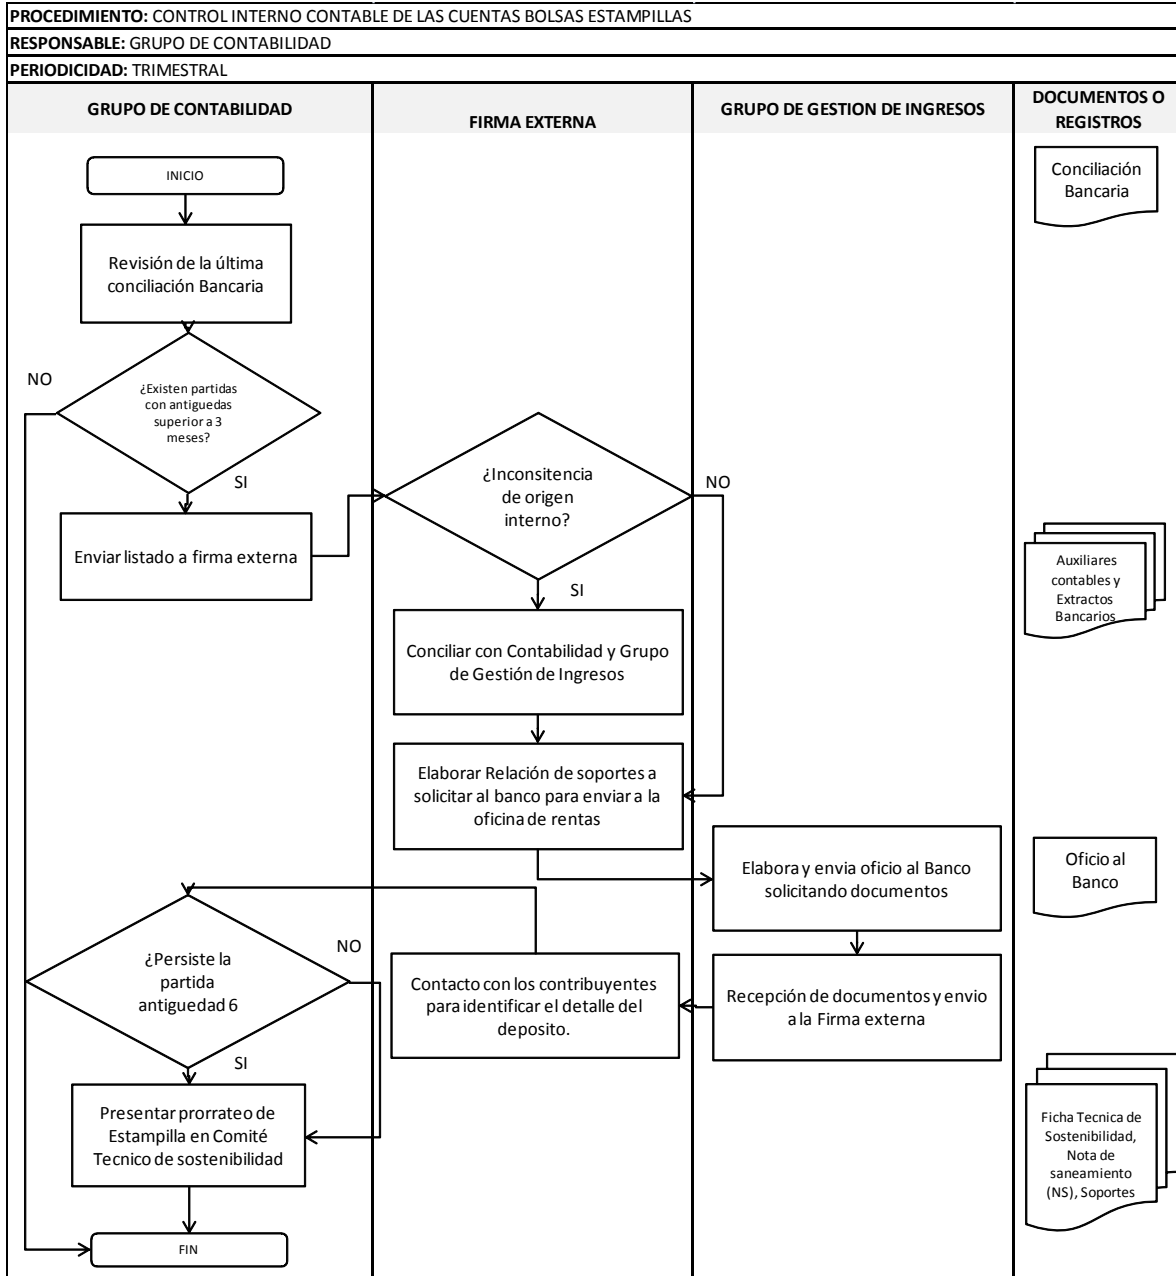 PROCEDIMIENTO: CONTROL INTERNO CONTABLE DE LAS CUENTAS BOLSAS ESTAMPILLAS
RESPONSABLE: GRUPO DE CONTABILIDAD
PERIODICIDAD: TRIMESTRAL
GRUPO DE CONTABILIDAD
FIRMA EXTERNA
GRUPO DE GESTION DE INGRESOS
DOCUMENTOS O
REGISTROS
INICIO
Conciliación
Bancaria
Revisión de la última
conciliación Bancaria
NO
¿Existen partidas
con antiguedas
superior a 3
meses?
SI
Enviar listado a firma externa
¿Inconsitencia
de origen
interno?
NO
SI
Auxiliares
contables y
Extractos
Bancarios
Conciliar con Contabilidad y Grupo
de Gestión de Ingresos
Elaborar Relación de soportes a
solicitar al banco para enviar a la
oficina de rentas
Elabora y envia oficio al Banco
solicitando documentos
Oficio al
Banco
Recepción de documentos y envio
a la Firma externa
Contacto con los contribuyentes
para identificar el detalle del
deposito.
¿Persiste la
partida
antiguedad 6
NO
SI
Presentar prorrateo de
Estampilla en Comité
Tecnico de sostenibilidad
Ficha Tecnica de
Sostenibilidad,
Nota de
saneamiento
(NS), Soportes
FIN